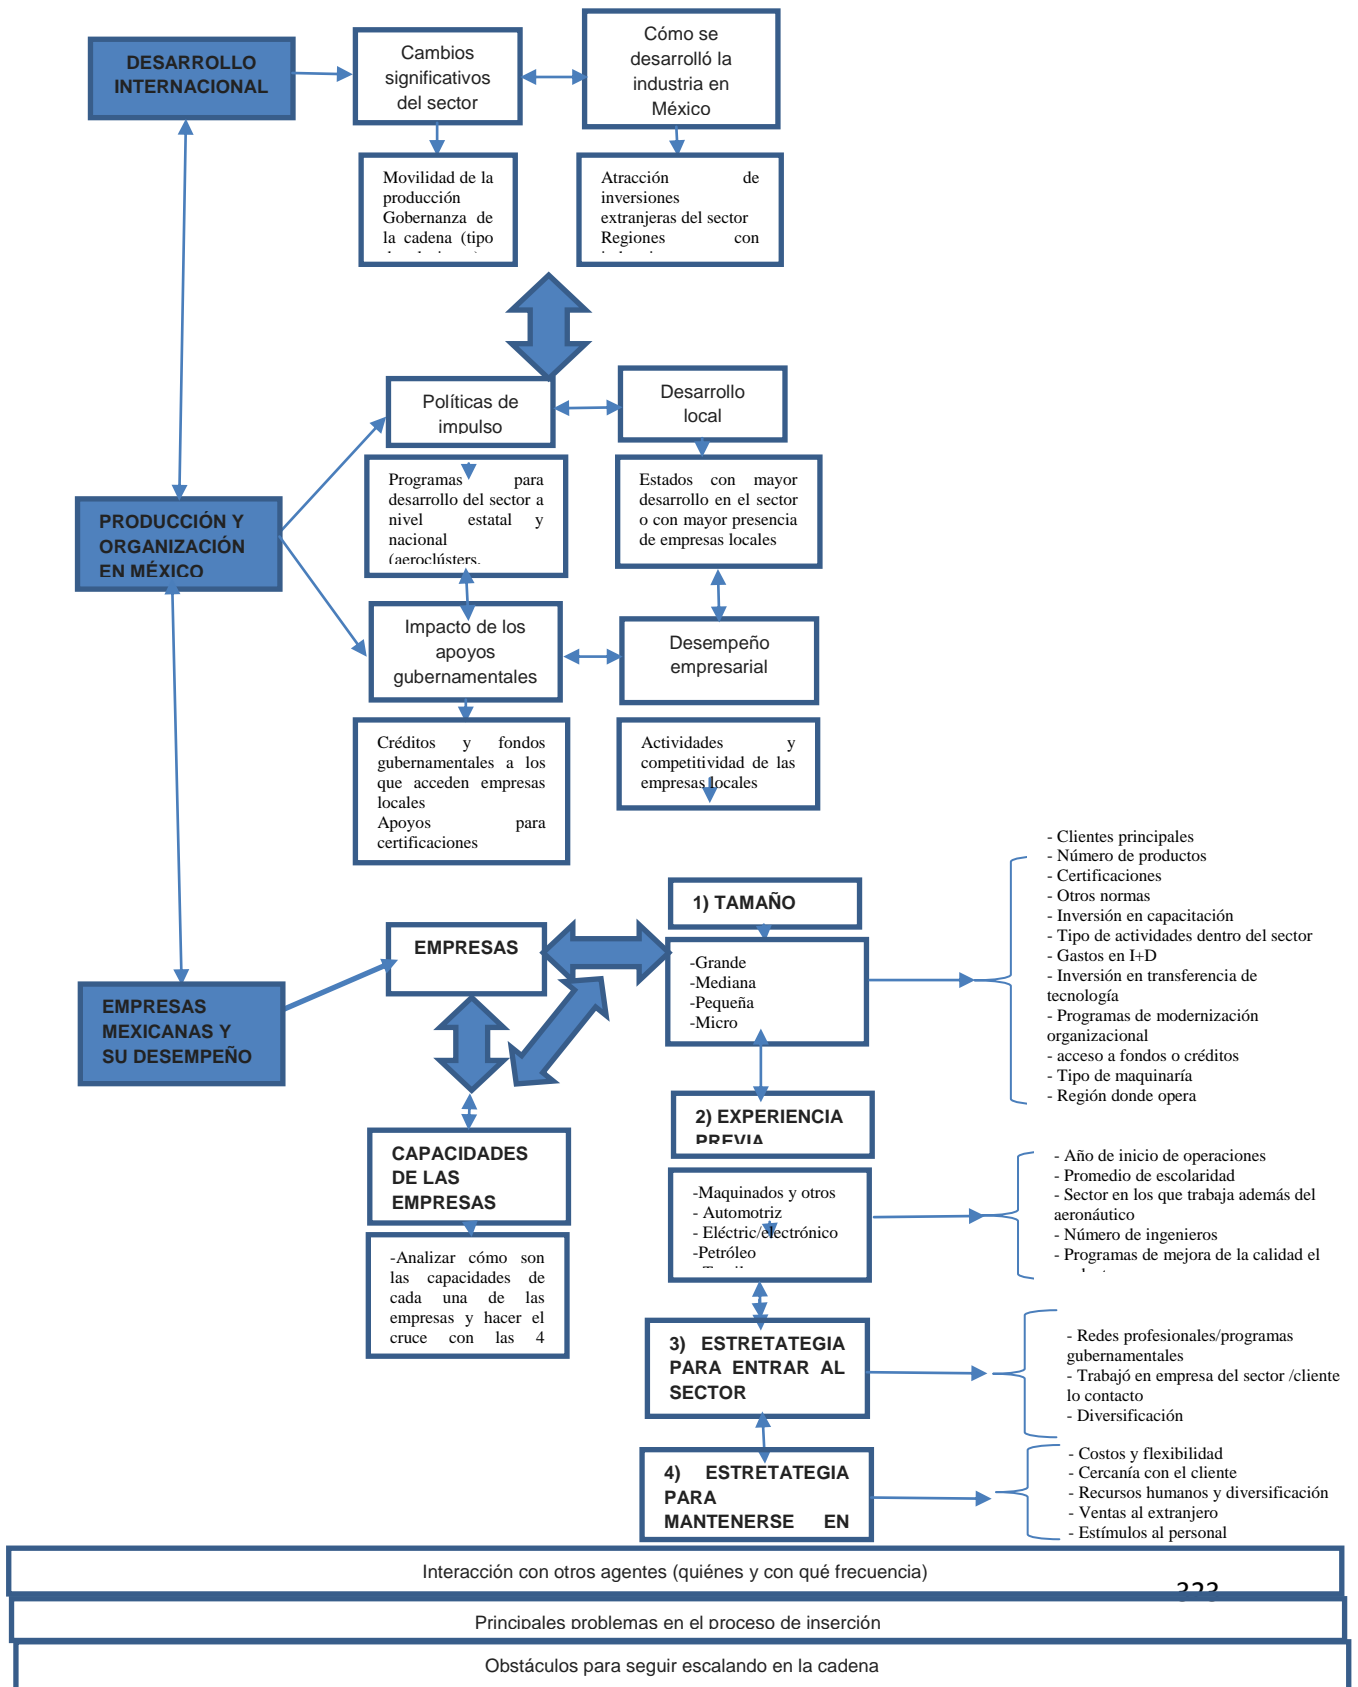 DESARROLLO
INTERNACIONAL
Cambios
significativos
del sector
Cómo se
desarrolló la
industria en
México
Movilidad de la
producción
Gobernanza de
la cadena (tipo
Atracción de
inversiones
extranjeras del sector
Regiones con
Políticas de
impulso
Desarrollo
local
Programas para
desarrollo del sector a
nivel estatal y
nacional
(aeroclústers,
Estados con mayor
desarrollo en el sector
o con mayor presencia
de empresas locales
PRODUCCIÓN Y
ORGANIZACIÓN
EN MÉXICO
Impacto de los
apoyos
gubernamentales
Desempeño
empresarial
Créditos y fondos
gubernamentales a los
que acceden empresas
locales
Apoyos para
certificaciones
Actividades y
competitividad de las
empresas locales
EMPRESAS
MEXICANAS Y
SU DESEMPEÑO
EMPRESAS
1) TAMAÑO
-Grande
-Mediana
-Pequeña
-Micro
- Clientes principales
- Número de productos
- Certificaciones
- Otros normas
- Inversión en capacitación
- Tipo de actividades dentro del sector
- Gastos en I+D
- Inversión en transferencia de
tecnología
- Programas de modernización
organizacional
- acceso a fondos o créditos
- Tipo de maquinaría
- Región donde opera
CAPACIDADES
DE LAS
EMPRESAS
-Analizar cómo son
las capacidades de
cada una de las
empresas y hacer el
cruce con las 4
2) EXPERIENCIA
PREVIA
-Maquinados y otros
- Automotriz
- Eléctric/electrónico
-Petróleo
- Año de inicio de operaciones
- Promedio de escolaridad
- Sector en los que trabaja además del
aeronáutico
- Número de ingenieros
- Programas de mejora de la calidad el
3) ESTRETATEGIA
PARA ENTRAR AL
SECTOR
- Redes profesionales/programas
gubernamentales
- Trabajó en empresa del sector /cliente
lo contacto
- Diversificación
4) ESTRETATEGIA
PARA
MANTENERSE EN
- Costos y flexibilidad
- Cercanía con el cliente
- Recursos humanos y diversificación
- Ventas al extranjero
- Estímulos al personal
Interacción con otros agentes (quiénes y con qué frecuencia)
323
Principales problemas en el proceso de inserción
Obstáculos para seguir escalando en la cadena